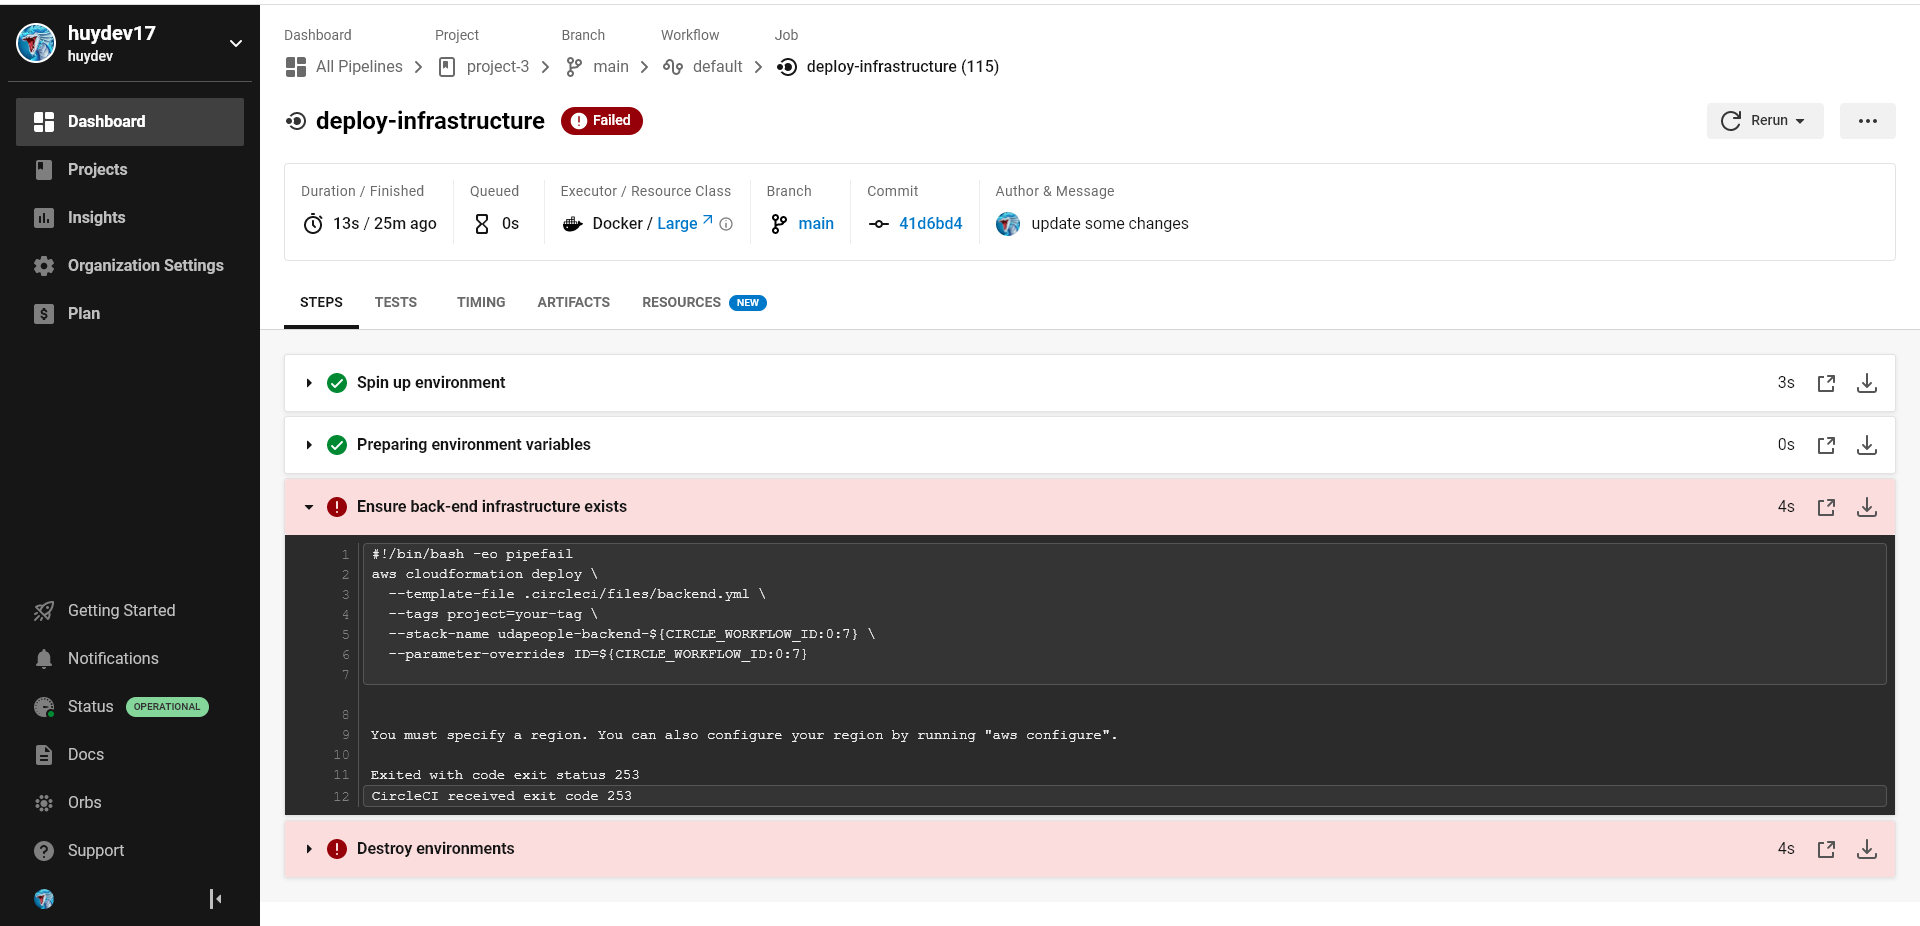 huydev17
huydev
Dashboard
Projects
Insights
Organization Settings
Plan
Getting Started
Notifications
Status OPERATIONAL
Docs
Orbs
Support
Dashboard Project Branch Workflow Job
All Pipelines project-3 main default deploy-infrastructure (115)
deploy-infrastructure Failed
Rerun
Duration / Finished Queued Executor / Resource Class Branch Commit Author & Message
13s / 25m ago 0s Docker / Large main 41d6bd4 update some changes
STEPS TESTS TIMING ARTIFACTS RESOURCES NEW
Spin up environment 3s
Preparing environment variables 0s
Ensure back-end infrastructure exists 4s
1 #!/bin/bash -eo pipefail
2 aws cloudformation deploy \
3 --template-file .circleci/files/backend.yml \
4 --tags project=your-tag \
5 --stack-name udapeople-backend-${CIRCLE_WORKFLOW_ID:0:7} \
6 --parameter-overrides ID=${CIRCLE_WORKFLOW_ID:0:7}
7
8
9 You must specify a region. You can also configure your region by running "aws configure".
10
11 Exited with code exit status 253
12 CircleCI received exit code 253
Destroy environments 4s